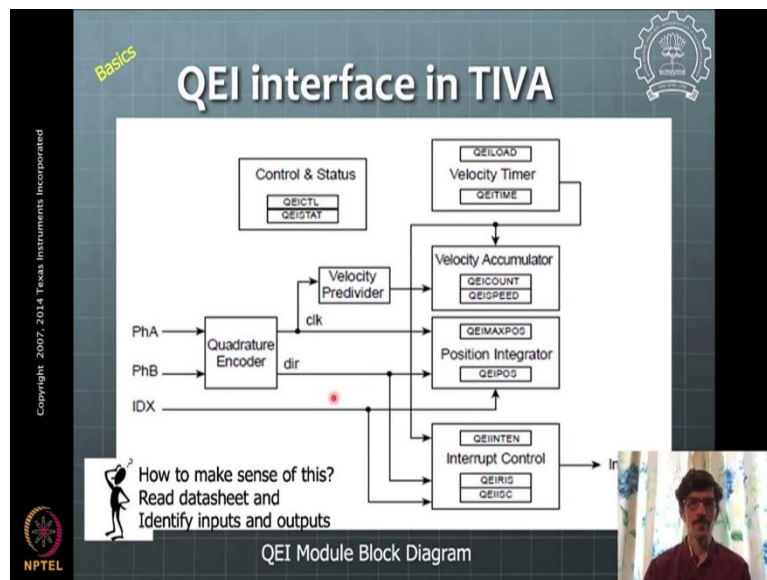 Basics
QEI interface in TIVA
Copyright 2007, 2014 Texas Instruments Incorporated
Control & Status
QEICTL
QEISTAT
QEILOAD
Velocity Timer
QEITIME
Velocity Predivider
Velocity Accumulator
QEICOUNT
QEISPEED
PhA
PhB
IDX
Quadrature
Encoder
clk
dir
QEIMAXPOS
Position Integrator
QEIPOS
QEIINTEN
Interrupt Control
QEIRIS
QEIISC
How to make sense of this?
Read datasheet and
Identify inputs and outputs
QEI Module Block Diagram
NPTEL